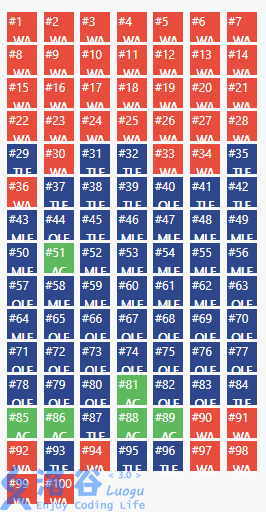 #1 #2 #3 #4 #5 #6 #7
WA WA WA WA WA WA WA
#8 #9 #10 #11 #12 #13 #14
WA WA WA WA WA WA WA
#15 #16 #17 #18 #19 #20 #21
WA WA WA WA WA WA WA
#22 #23 #24 #25 #26 #27 #28
WA WA WA WA WA WA WA
#29 #30 #31 #32 #33 #34 #35
TLE WA TLE TLE WA WA TLE
#36 #37 #38 #39 #40 #41 #42
WA TLE TLE TLE OLE TLE TLE
#43 #44 #45 #46 #47 #48 #49
MLE OLE TLE MLE MLE MLE MLE
#50 #51 #52 #53 #54 #55 #56
MLE AC MLE MLE MLE MLE MLE
#57 #58 #59 #60 #61 #62 #63
OLE MLE MLE MLE MLE MLE OLE
#64 #65 #66 #67 #68 #69 #70
MLE OLE OLE OLE OLE OLE OLE
#71 #72 #73 #74 #75 #76 #77
OLE OLE OLE OLE OLE OLE OLE
#78 #79 #80 #81 #82 #83 #84
OLE OLE OLE AC OLE OLE TLE
#85 #86 #87 #88 #89 #90 #91
AC AC TLE AC AC WA WA
#92 #93 #94 #95 #96 #97 #98
WA TLE WA TLE TLE WA WA
#99 #100
WA WA
洛谷 < 3.0 >
Luogu
Enjoy Coding Life